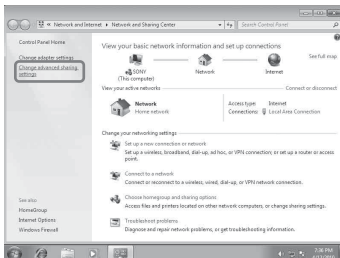 « Network and Internet ▸ Network and Sharing Center
Search Control Panel
Control Panel Home
Change adapter settings
Change advanced sharing
settings
View your basic network information and set up connections
See full map
SONY
(This computer)
Network
Internet
View your active networks
Connect or disconnect
Network
Home network
Access type: Internet
Connections: Local Area Connection
Change your networking settings
Set up a new connection or network
Set up a wireless, broadband, dial-up, ad hoc, or VPN connection; or set up a router or access
point.
Connect to a network
Connect or reconnect to a wireless, wired, dial-up, or VPN network connection.
Choose homegroup and sharing options
Access files and printers located on other network computers, or change sharing settings.
Troubleshoot problems
Diagnose and repair network problems, or get troubleshooting information.
See also
HomeGroup
Internet Options
Windows Firewall
7:36 PM